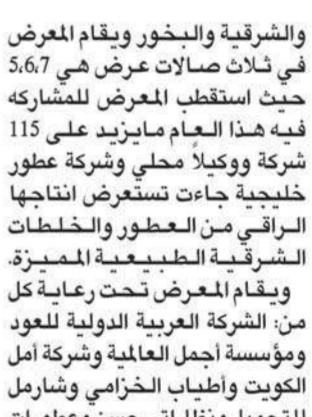 والشرقية والبخور ويقام المعرض
في ثلاث صالات عرض هي 5،6،7
حيث استقطب المعرض للمشاركه
فيه هذا العام مايزيد على 115
شركة ووكيلاً محلي وشركة عطور
خليجية جاءت تستعرض انتاجها
الراقي من العطور والخلطات
الشرقية الطبيعية المميزة.
ويقام المعرض تحت رعاية كل
من: الشركة العربية الدولية للعود
ومؤسسة أجمل العالمية وشركة أمل
الكويت وأطياب الخزامي وشارمل